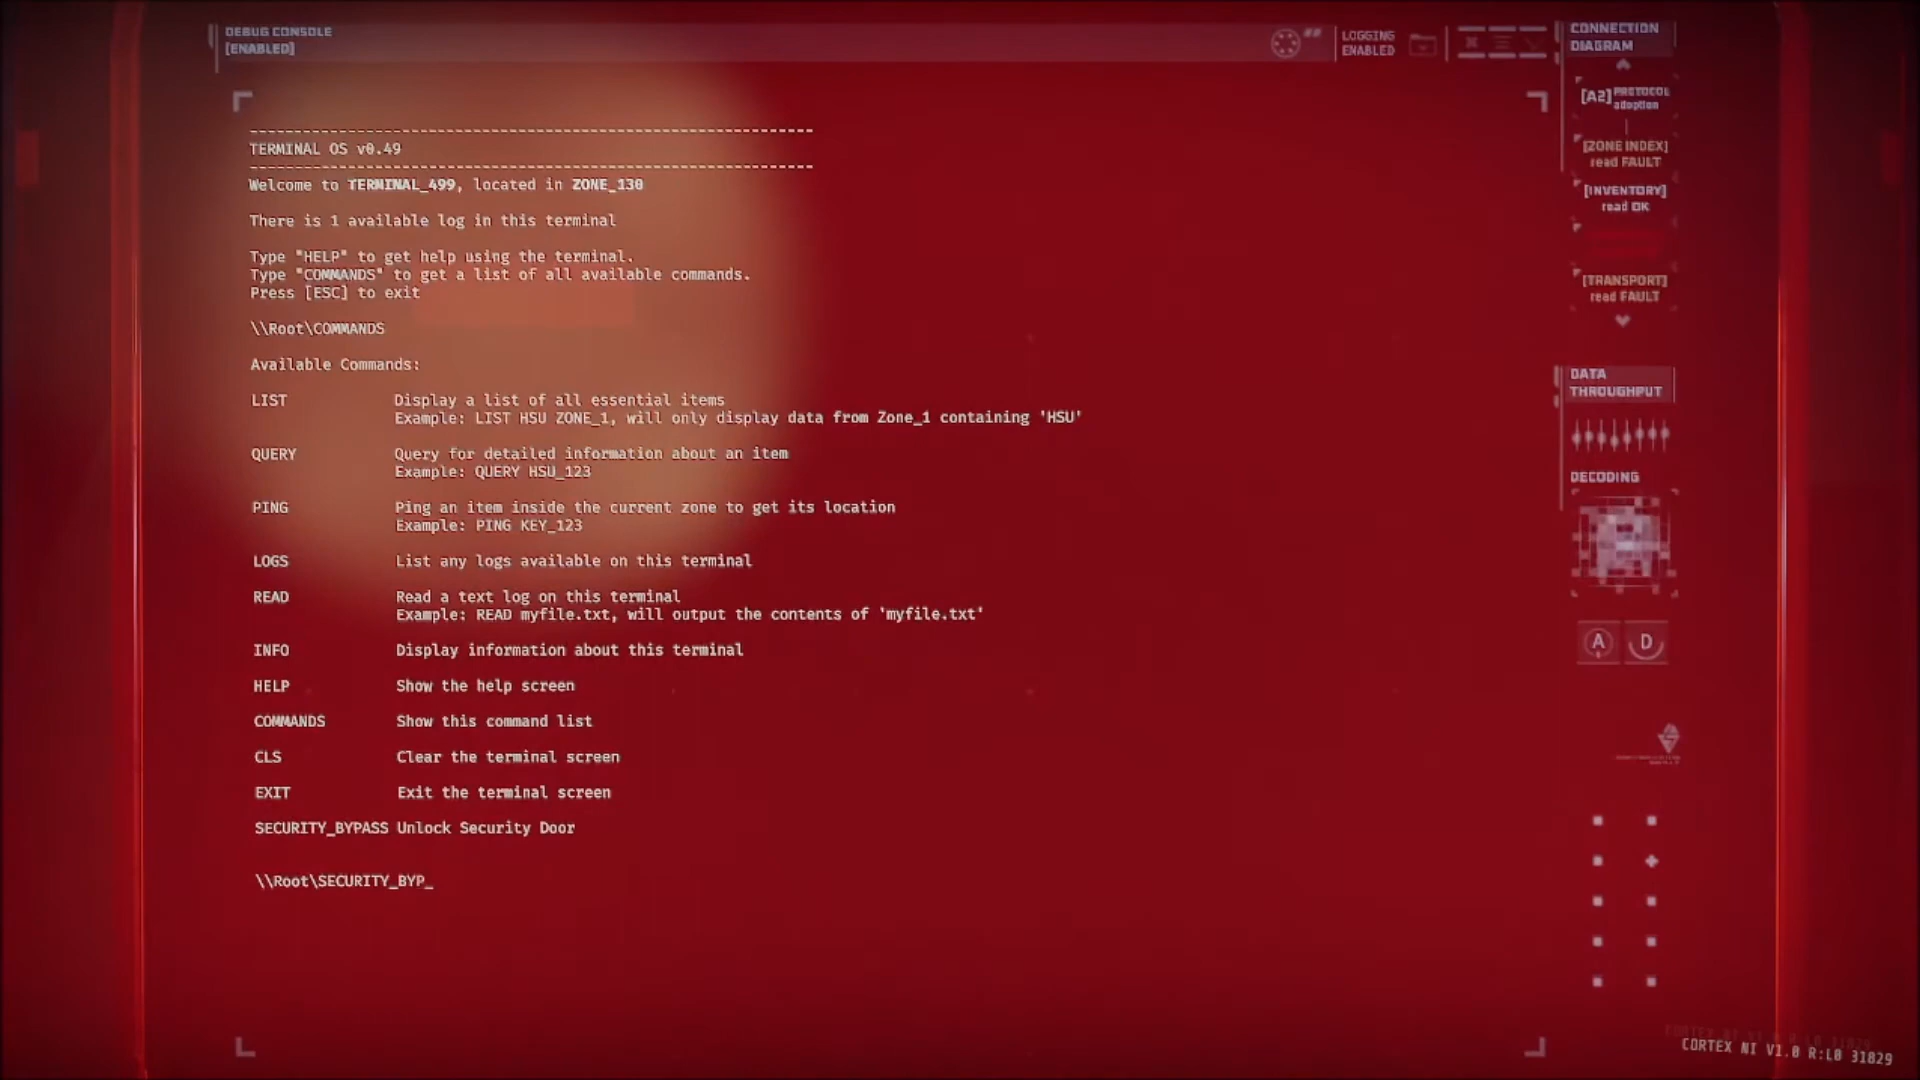 DEBUG CONSOLE
[ENABLED]
LOGGING
ENABLED
------------------------------------------------------------------
TERMINAL OS v0.49
------------------------------------------------------------------
Welcome to TERMINAL_499, located in ZONE_130
There is 1 available log in this terminal
Type "HELP" to get help using the terminal.
Type "COMMANDS" to get a list of all available commands.
Press [ESC] to exit
\\Root\COMMANDS
Available Commands:
LIST Display a list of all essential items
Example: LIST HSU ZONE_1, will only display data from Zone_1 containing 'HSU'
QUERY Query for detailed information about an item
Example: QUERY HSU_123
PING Ping an item inside the current zone to get its location
Example: PING KEY_123
LOGS List any logs available on this terminal
READ Read a text log on this terminal
Example: READ myfile.txt, will output the contents of 'myfile.txt'
INFO Display information about this terminal
HELP Show the help screen
COMMANDS Show this command list
CLS Clear the terminal screen
EXIT Exit the terminal screen
SECURITY_BYPASS Unlock Security Door
\\Root\SECURITY_BYP_
CONNECTION
DIAGRAM
[A2] PROTOCOL
adoption
[ZONE INDEX]
read FAULT
[INVENTORY]
read OK
[TRANSPORT]
read FAULT
DATA
THROUGHPUT
DECODING
A D
CORTEX NI V1.0 R:L0 31829